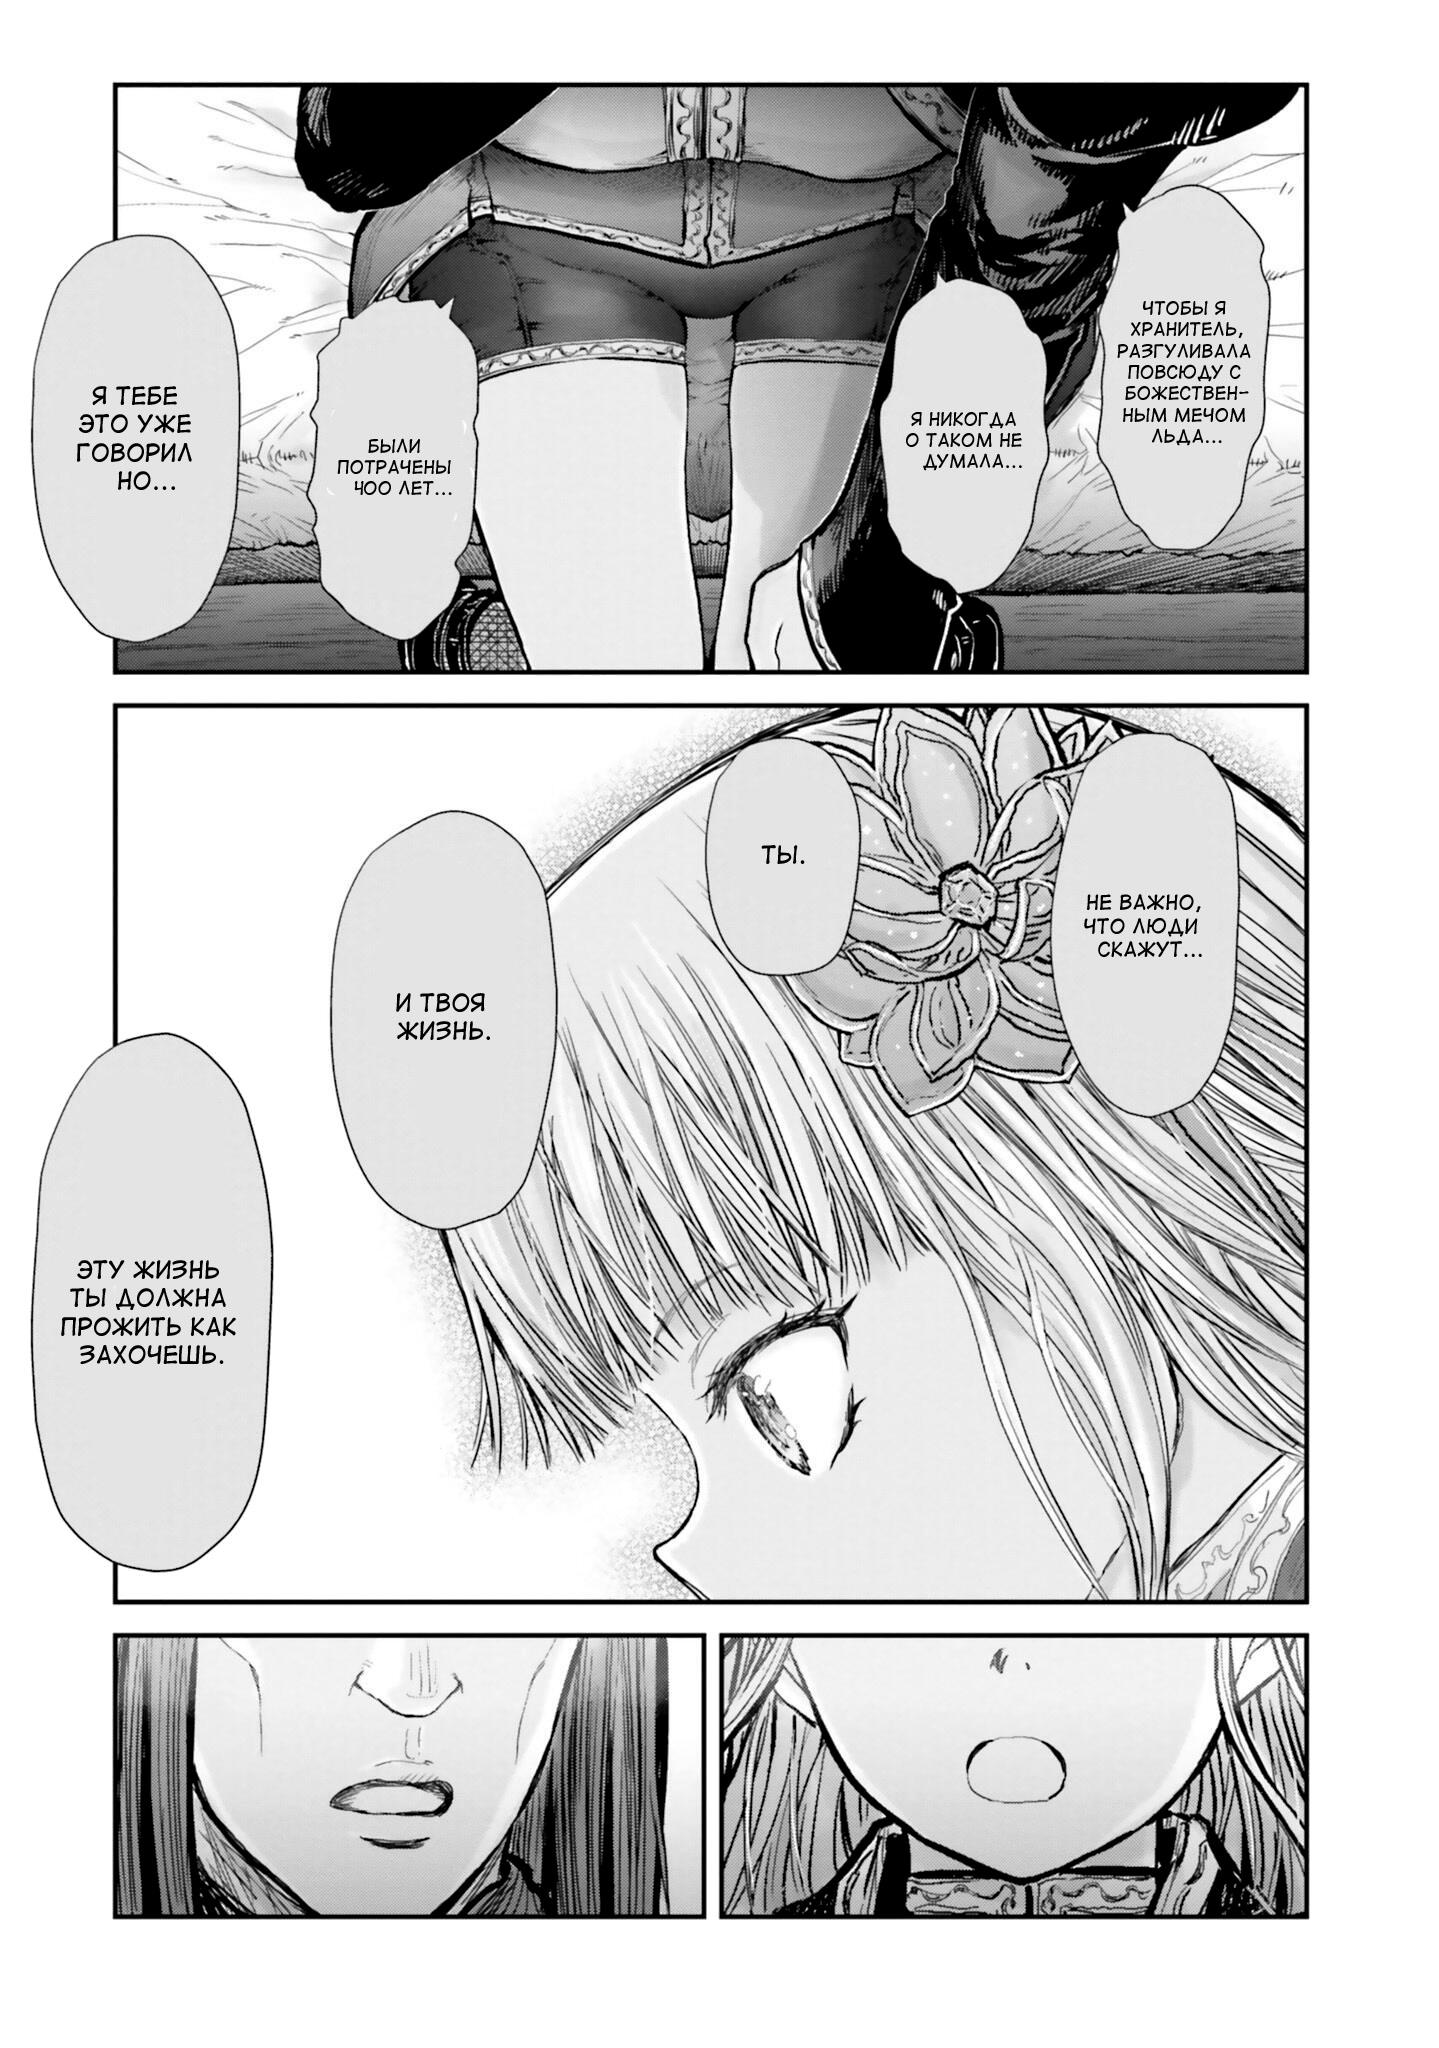 ЧТОБЫ Я
ХРАНИТЕЛЬ,
РАЗГУЛИВАЛА
ПОВСЮДУ С
БОЖЕСТВЕН-
НЫМ МЕЧОМ
ЛЬДА...
Я НИКОГДА
О ТАКОМ НЕ
ДУМАЛА...
БЫЛИ
ПОТРАЧЕНЫ
400 ЛЕТ...
Я ТЕБЕ
ЭТО УЖЕ
ГОВОРИЛ
НО...
НЕ ВАЖНО,
ЧТО ЛЮДИ
СКАЖУТ...
ТЫ.
И ТВОЯ
ЖИЗНЬ.
ЭТУ ЖИЗНЬ
ТЫ ДОЛЖНА
ПРОЖИТЬ КАК
ЗАХОЧЕШЬ.